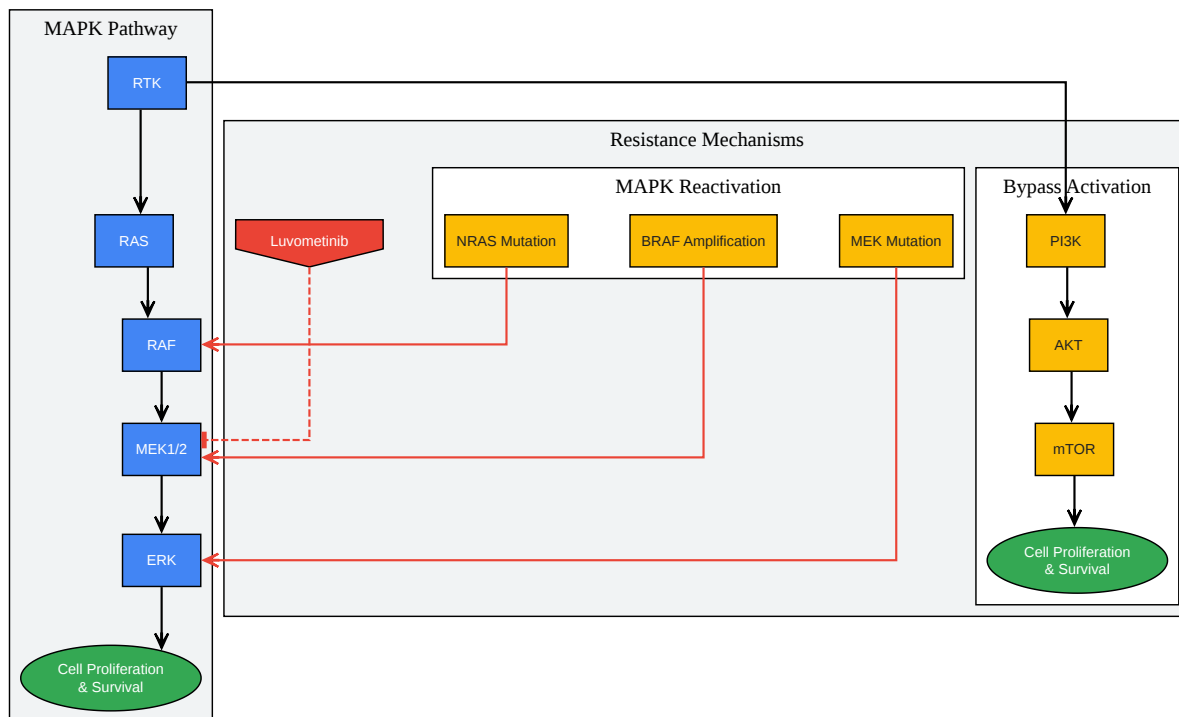 MAPK Pathway
RTK
RAS
RAF
MEK1/2
ERK
Cell Proliferation
& Survival
Resistance Mechanisms
Luvometinib
MAPK Reactivation
NRAS Mutation
BRAF Amplification
MEK Mutation
Bypass Activation
PI3K
AKT
mTOR
Cell Proliferation
& Survival